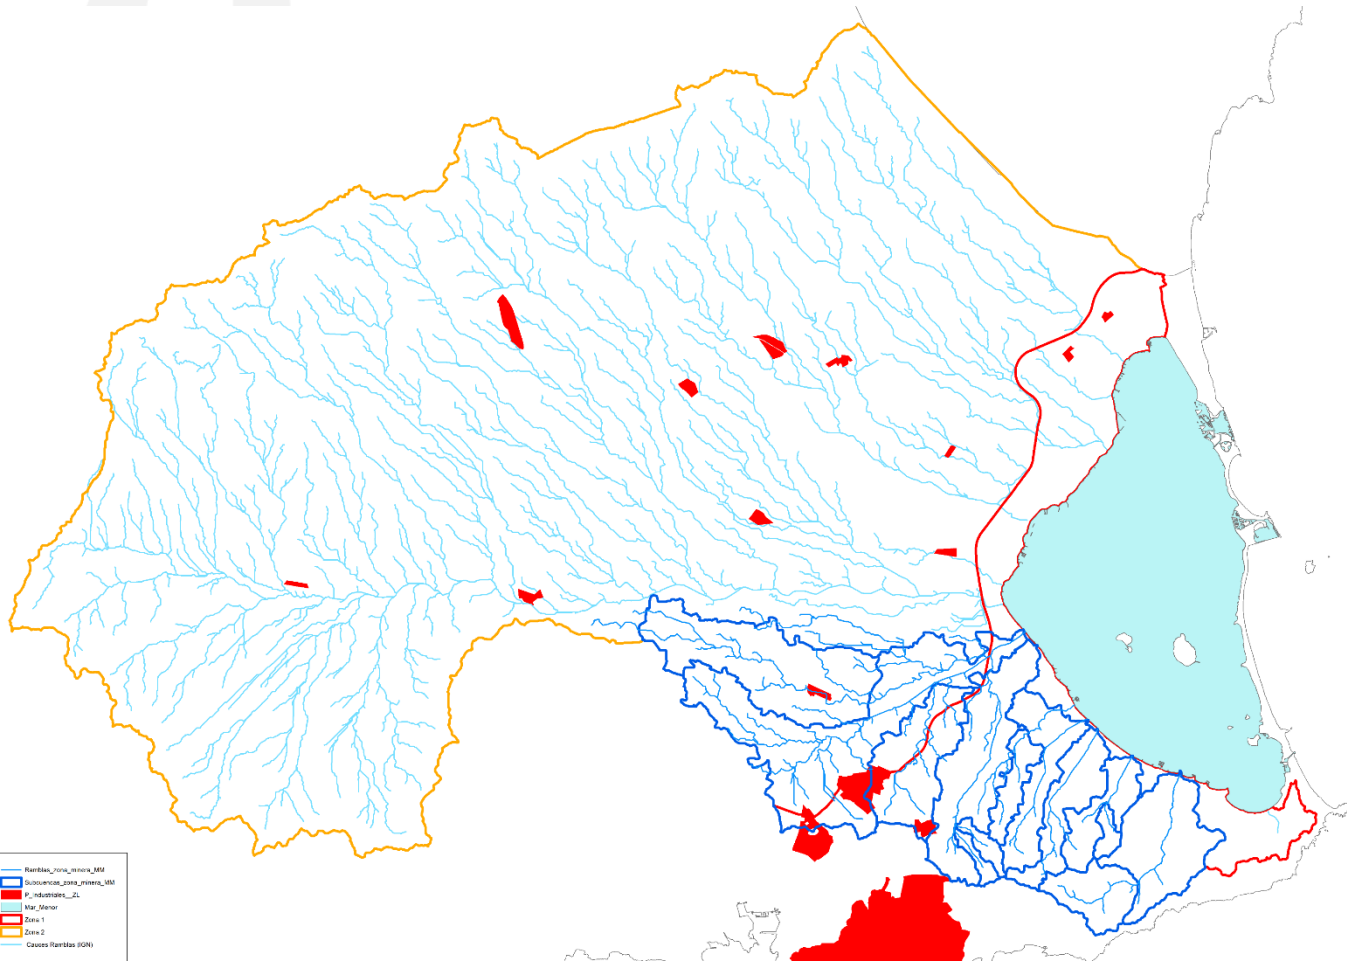 Ramblas_zona_minera_MM
Subcuencas_zona_minera_MM
P_Industriales__ZL
Mar_Menor
Zona 1
Zona 2
Cauces Ramblas (IGN)